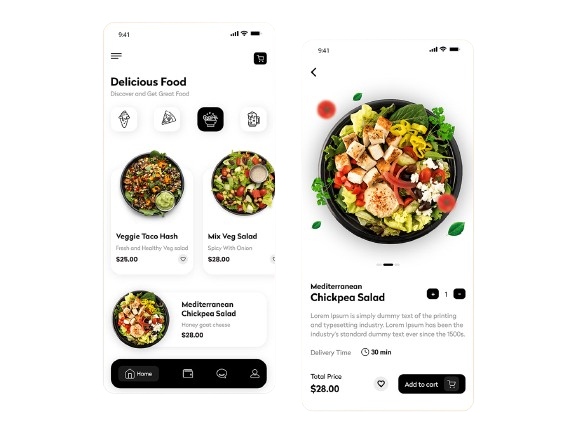 9:41
Delicious Food
Discover and Get Great Food
Veggie Taco Hash
Fresh and Healthy Veg salad
$25.00
Mix Veg Salad
Spicy With Onion
$28.00
Mediterranean
Chickpea Salad
Honey goat cheese
$28.00
Home
9:41
Mediterranean
Chickpea Salad
+ 1 -
Lorem Ipsum is simply dummy text of the printing
and typesetting industry. Lorem Ipsum has been the
industry's standard dummy text ever since the 1500s.
Delivery Time
30 min
Total Price
$28.00
Add to cart